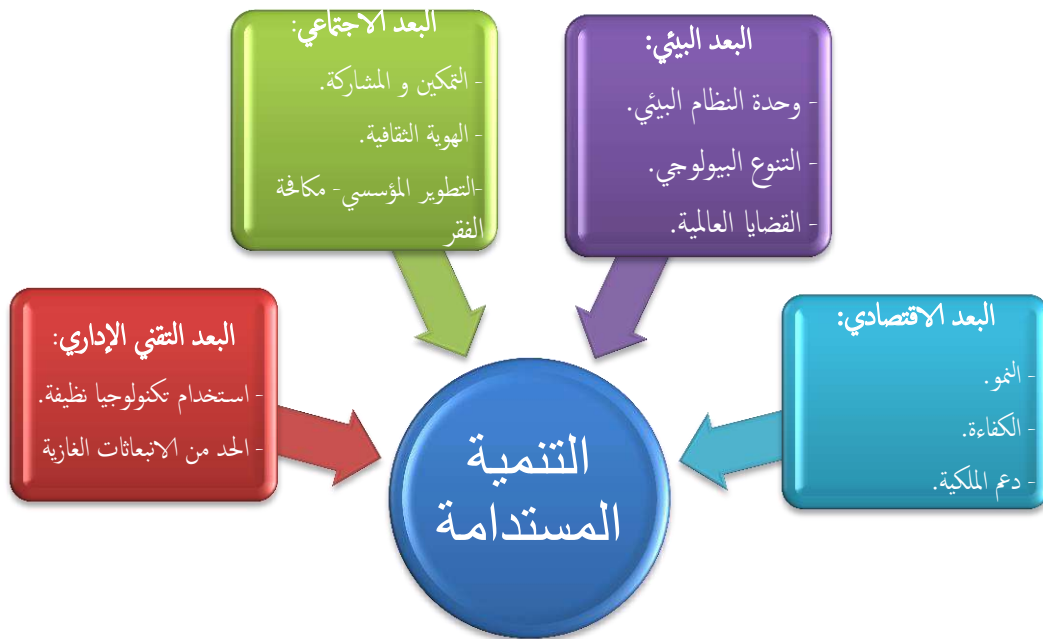 البعد الاقتصادي:
- النمو.
- الكفاءة.
- دعم الملكية.
البعد البيئي:
- وحدة النظام البيئي.
- التنوع البيولوجي.
- القضايا العالمية.
البعد الاجتماعي:
- التمكين و المشاركة.
- الهوية الثقافية.
-التطوير المؤسسي- مكافحة
الفقر
البعد التقني الإداري:
- استخدام تكنولوجيا نظيفة.
- الحد من الانبعاثات الغازية
التنمية
المستدامة